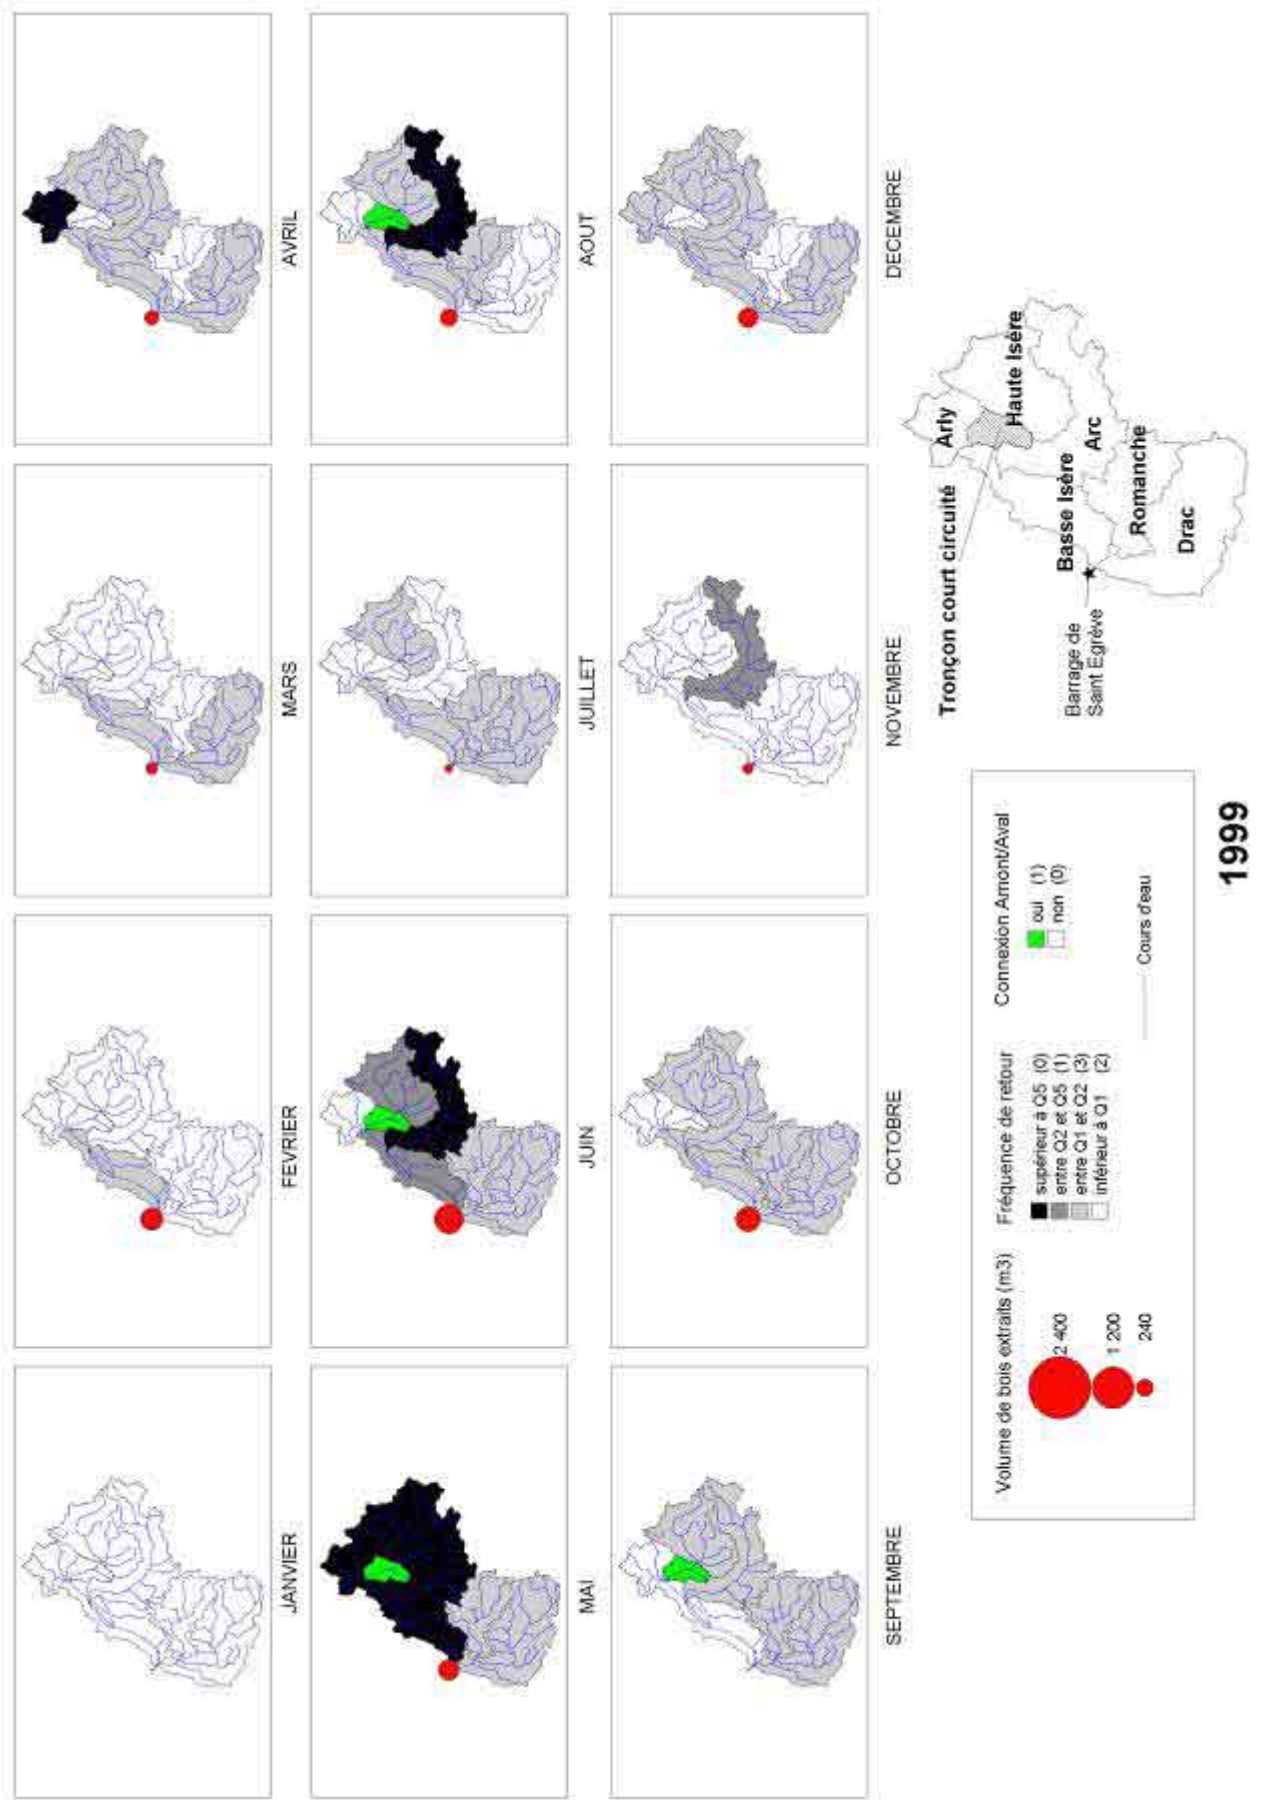 JANVIER
FEVRIER
MARS
AVRIL
MAI
JUIN
JUILLET
AOUT
SEPTEMBRE
OCTOBRE
NOVEMBRE
DECEMBRE
Volume de bois extraits (m3)
2 400
1 200
240
Fréquence de retour
supérieur à Q5 (0)
entre Q2 et Q5 (1)
entre Q1 et Q2 (3)
inférieur à Q1 (2)
Connexion Amont/Aval
oui (1)
non (0)
Cours d'eau
Tronçon court circuité
Barrage de
Saint Egrève
Arly
Haute Isère
Basse Isère
Arc
Romanche
Drac
1999